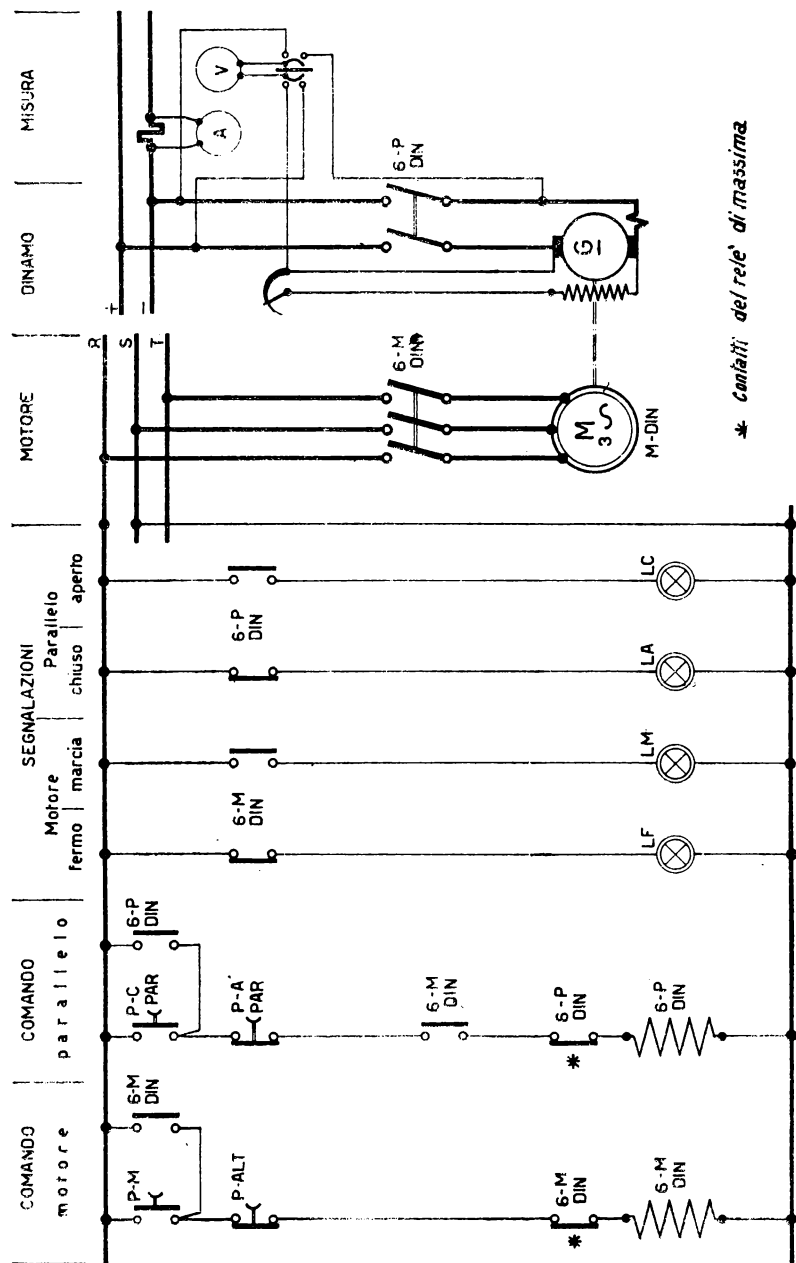 COMANDO
motore
COMANDO
parallelo
SEGNALAZIONI
Motore
fermo
marcia
Parallelo
chiuso
aperto
MOTORE
DINAMO
MISURA
R
S
T
+
−
A
V
P-M
6-M
DIN
P-C
PAR
6-P
DIN
P-ALT
P-A
PAR
6-M
DIN
6-P
DIN
6-M
DIN
6-M
DIN
6-P
DIN
6-M
DIN
6-P
DIN
*
*
6-M
DIN
6-P
DIN
LF
LM
LA
LC
M
3
M-DIN
G
* Contatti del rele' di massima